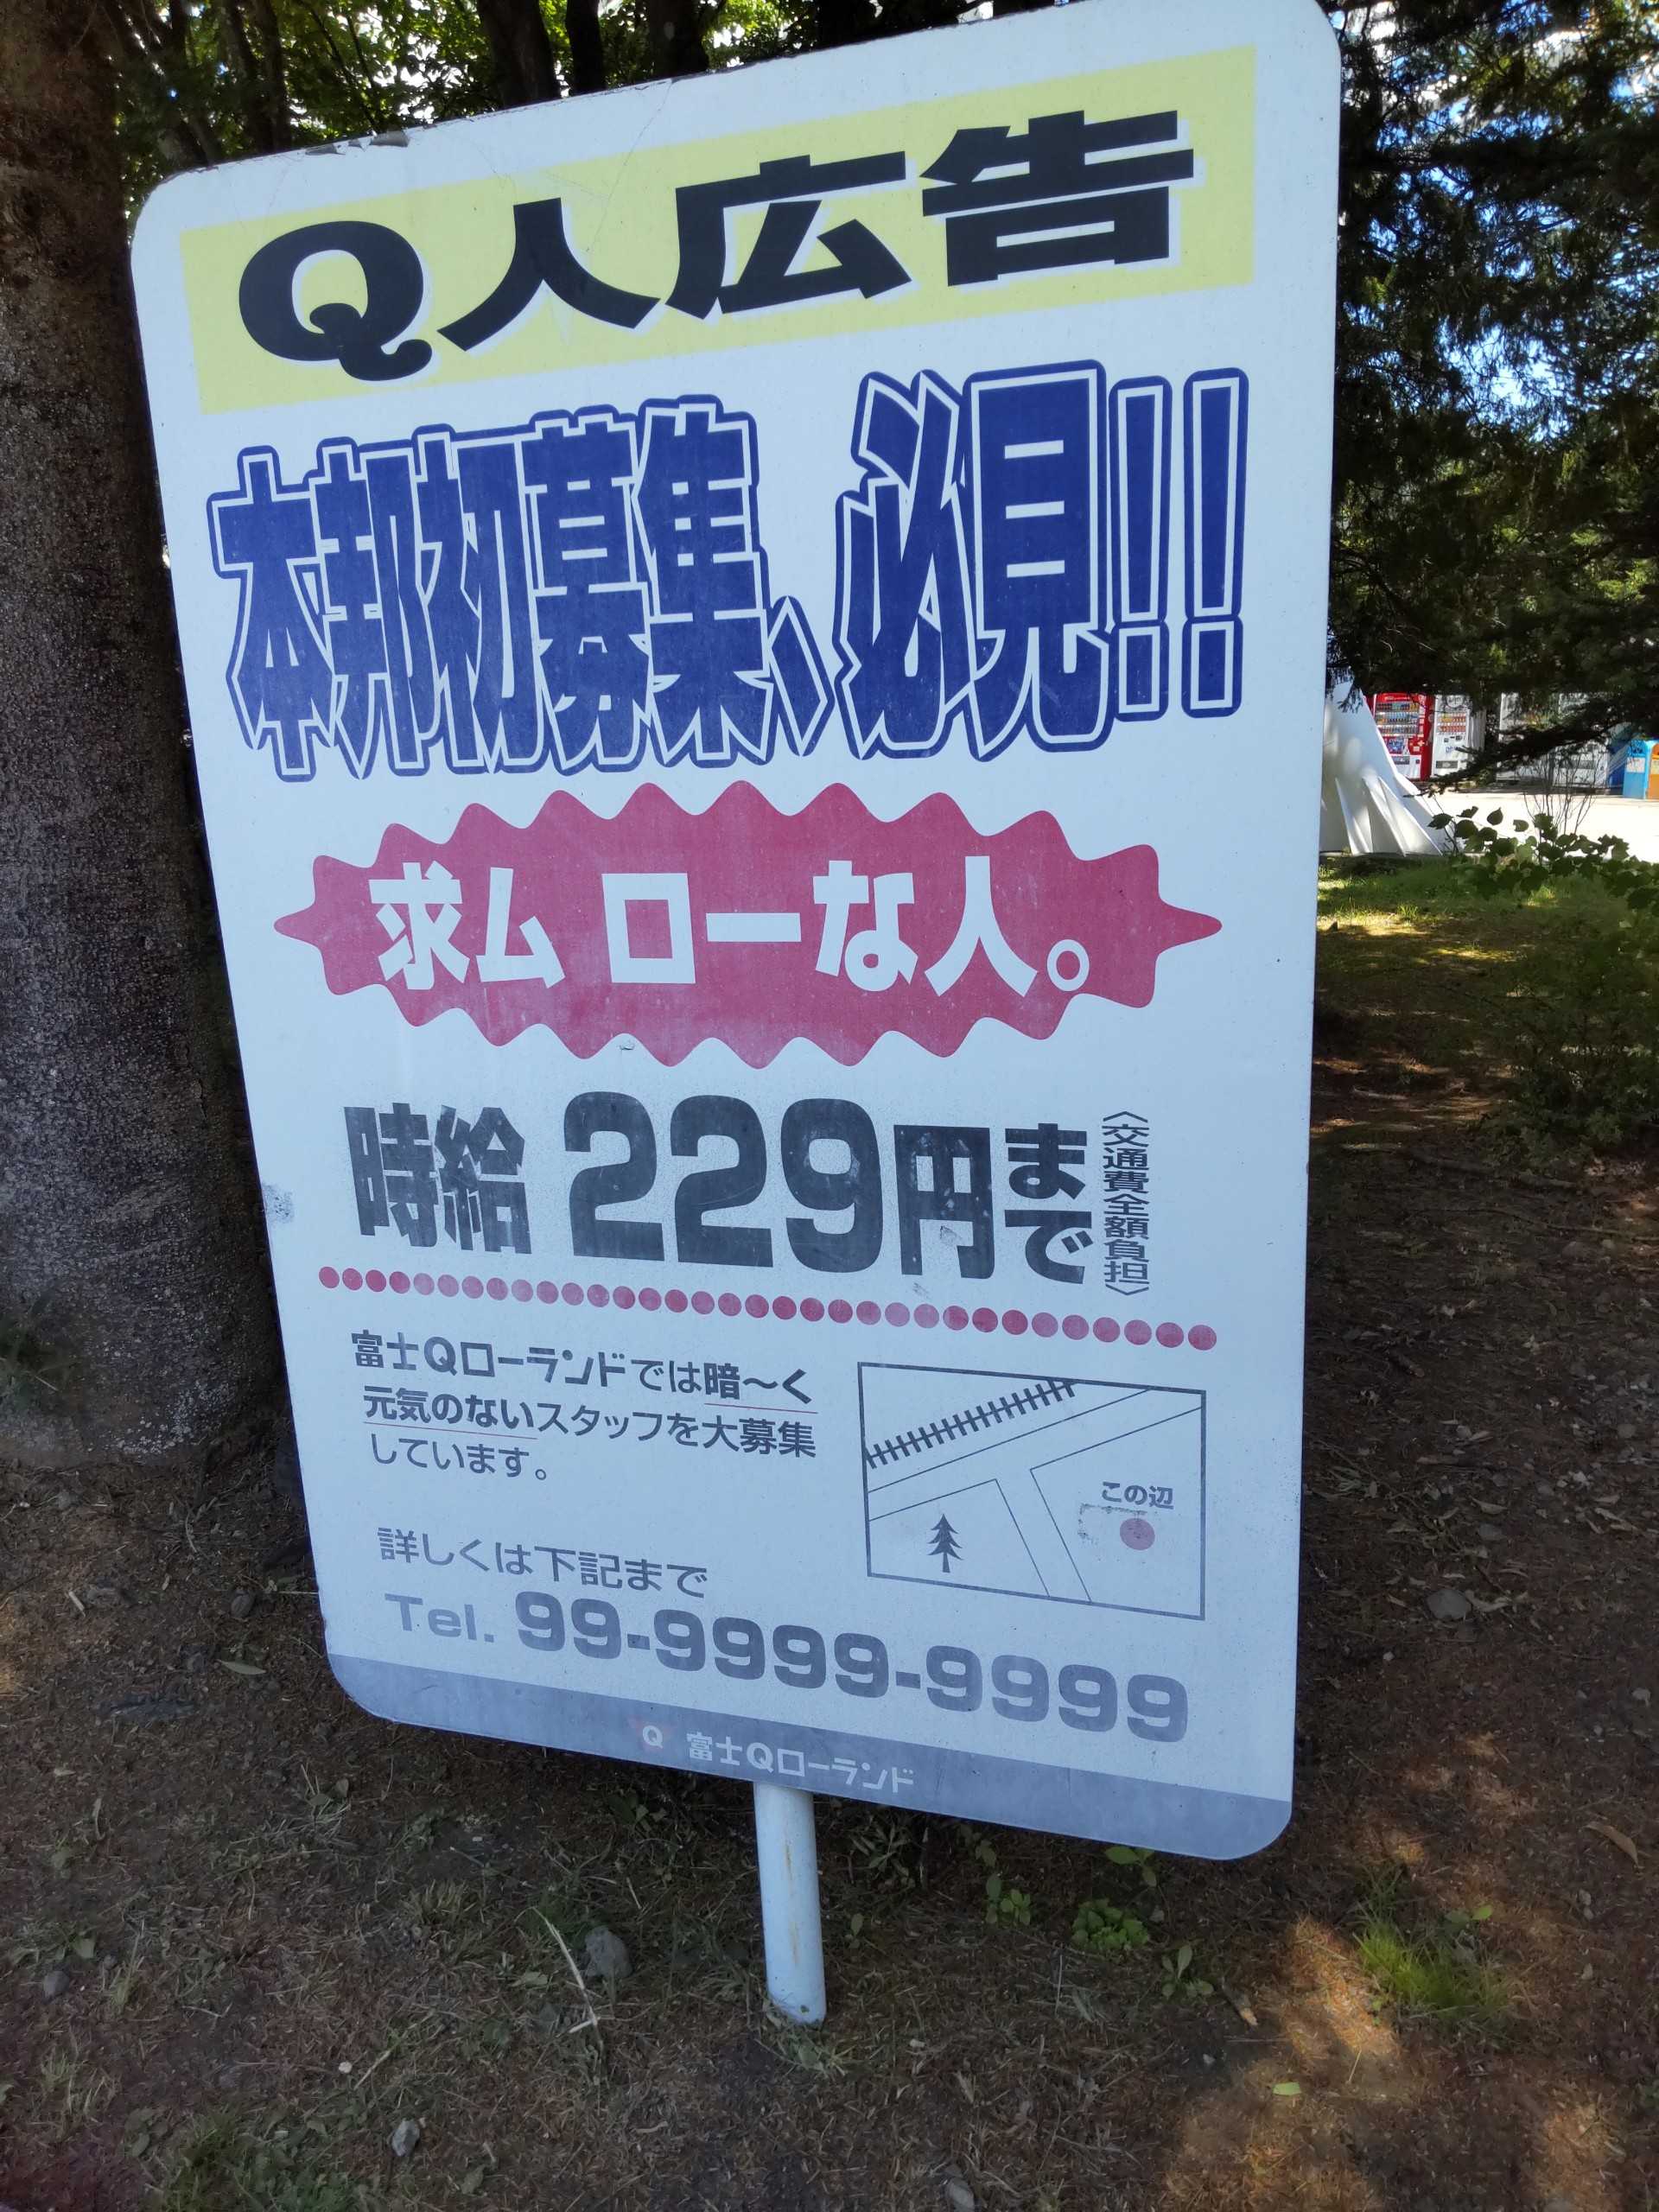 Q人広告
本邦初募集、必見!!
求ム ローな人。
時給 229円まで
〈交通費全額負担〉
富士Qローランドでは暗〜く
元気のないスタッフを大募集
しています。
この辺
詳しくは下記まで
Tel. 99-9999-9999
Q 富士Qローランド